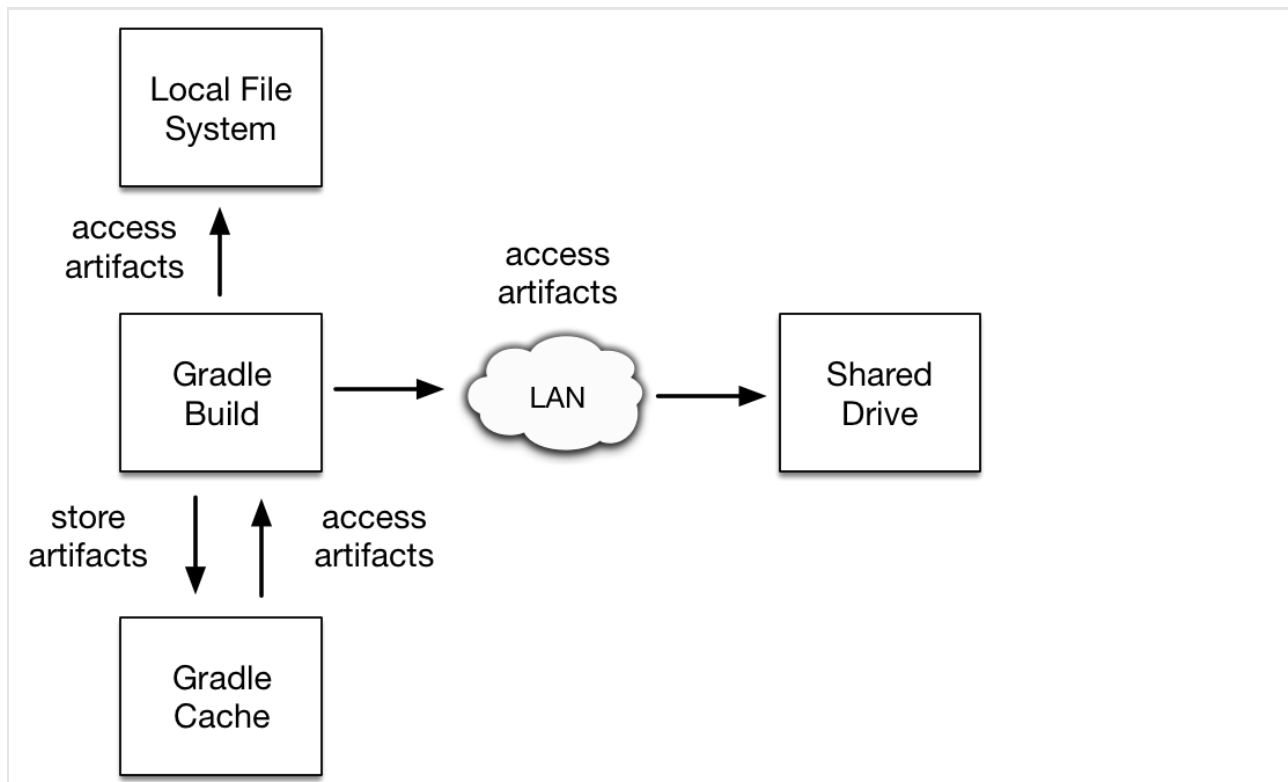 Local File
System
access
artifacts
access
artifacts
Gradle
Build
LAN
Shared
Drive
store
artifacts
access
artifacts
Gradle
Cache